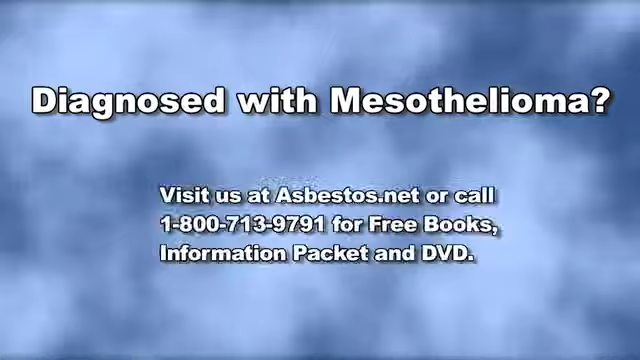 Diagnosed with Mesothelioma?
Visit us at Asbestos.net or call
1-800-713-9791 for Free Books,
Information Packet and DVD.